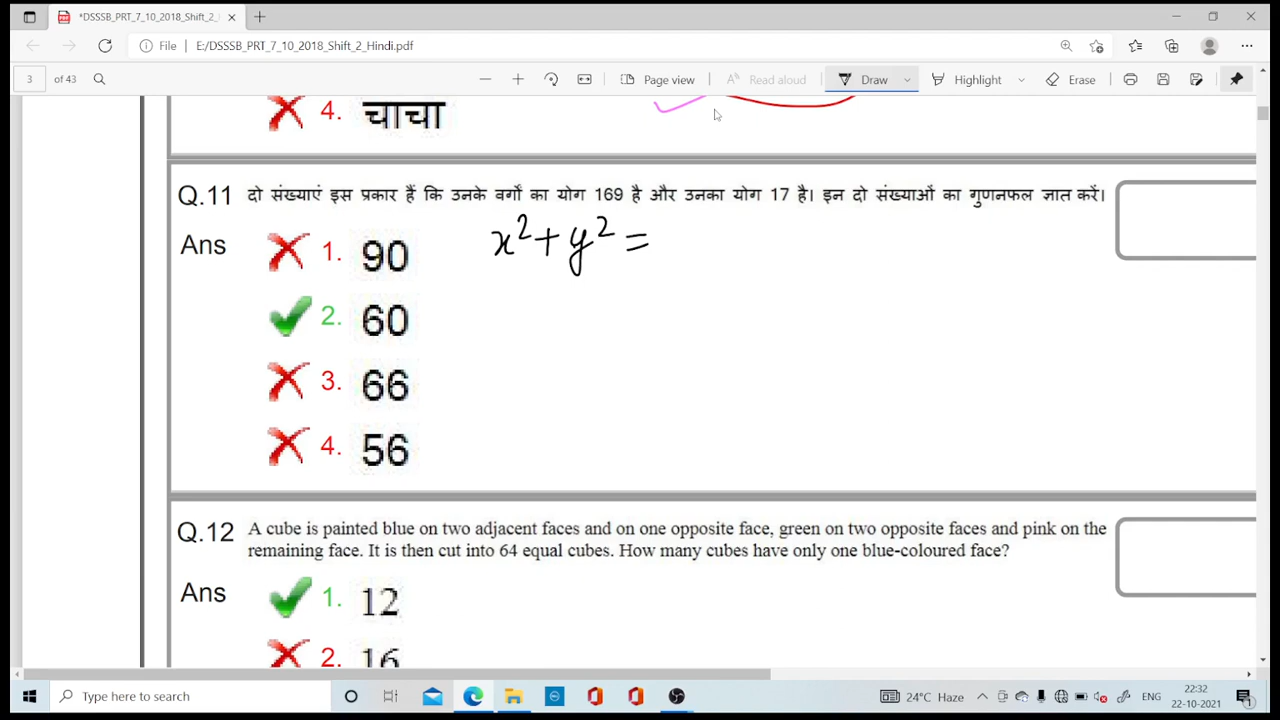 *DSSSB_PRT_7_10_2018_Shift_2_H
File E:/DSSSB_PRT_7_10_2018_Shift_2_Hindi.pdf
3 of 43 Page view Read aloud Draw Highlight Erase
4. चाचा
Q.11 दो संख्याएं इस प्रकार हैं कि उनके वर्गों का योग 169 है और उनका योग 17 है। इन दो संख्याओं का गुणनफल ज्ञात करें।
x²+y²=
Ans 1. 90
2. 60
3. 66
4. 56
Q.12 A cube is painted blue on two adjacent faces and on one opposite face, green on two opposite faces and pink on the
remaining face. It is then cut into 64 equal cubes. How many cubes have only one blue-coloured face?
Ans 1. 12
2. 16
Type here to search 24°C Haze ENG 22:32
22-10-2021